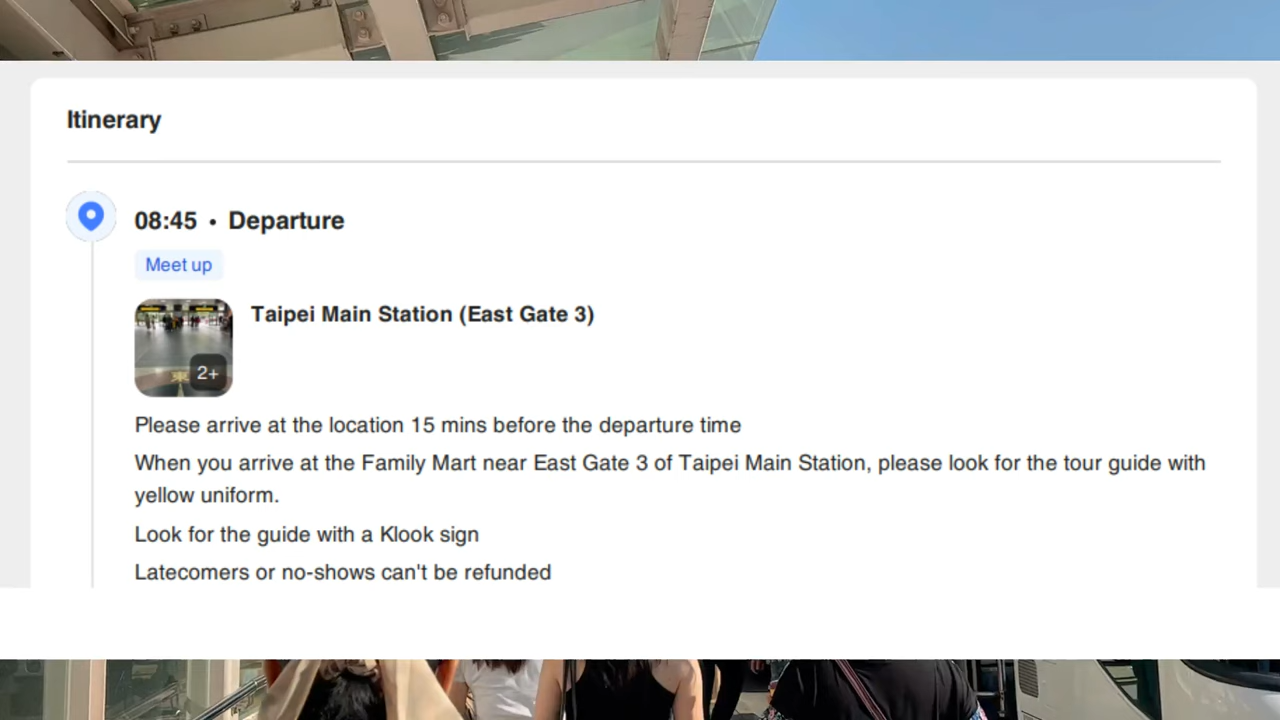 Itinerary
08:45 • Departure
Meet up
Taipei Main Station (East Gate 3)
東
2+
Please arrive at the location 15 mins before the departure time
When you arrive at the Family Mart near East Gate 3 of Taipei Main Station, please look for the tour guide with
yellow uniform.
Look for the guide with a Klook sign
Latecomers or no-shows can't be refunded